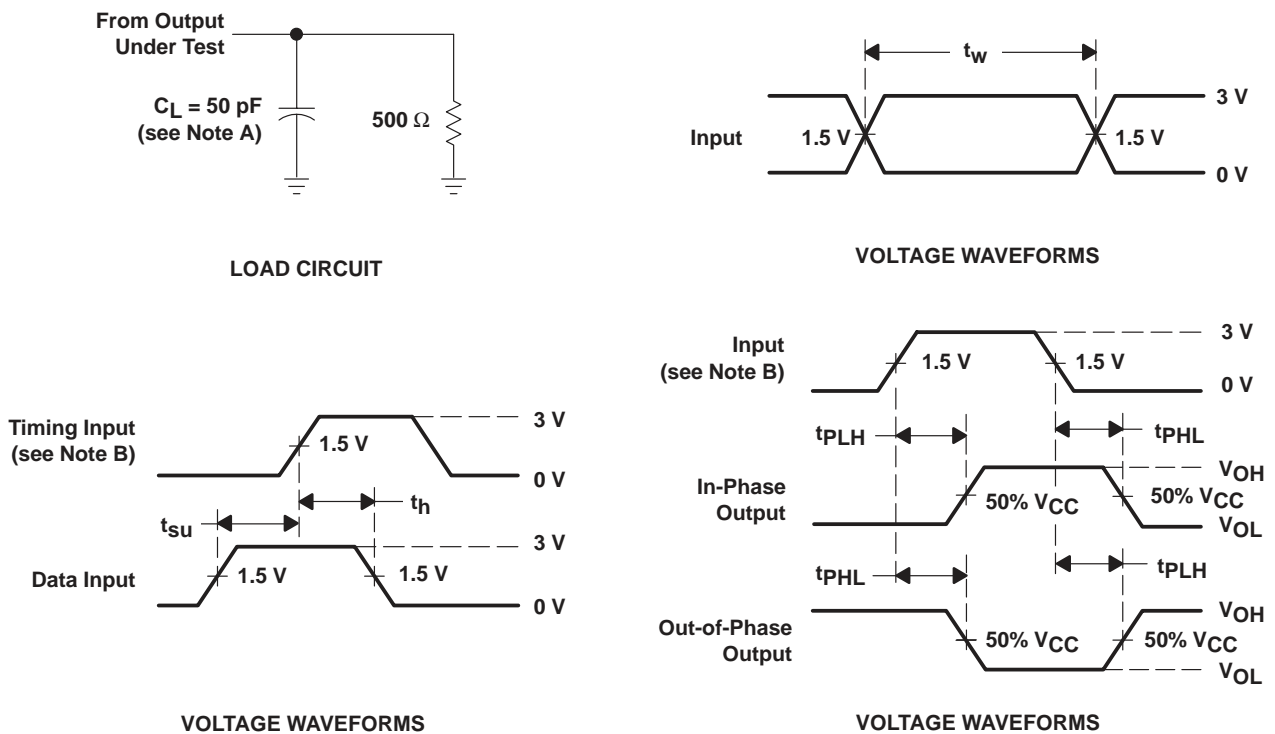 From Output
Under Test
CL = 50 pF
(see Note A)
500 Ω
LOAD CIRCUIT
tw
Input
1.5 V
1.5 V
3 V
0 V
VOLTAGE WAVEFORMS
Timing Input
(see Note B)
1.5 V
3 V
0 V
th
tsu
Data Input
1.5 V
1.5 V
3 V
0 V
VOLTAGE WAVEFORMS
Input
(see Note B)
1.5 V
1.5 V
3 V
0 V
tPLH
tPHL
In-Phase
Output
50% VCC
50% VCC
VOH
VOL
tPHL
tPLH
Out-of-Phase
Output
50% VCC
50% VCC
VOH
VOL
VOLTAGE WAVEFORMS